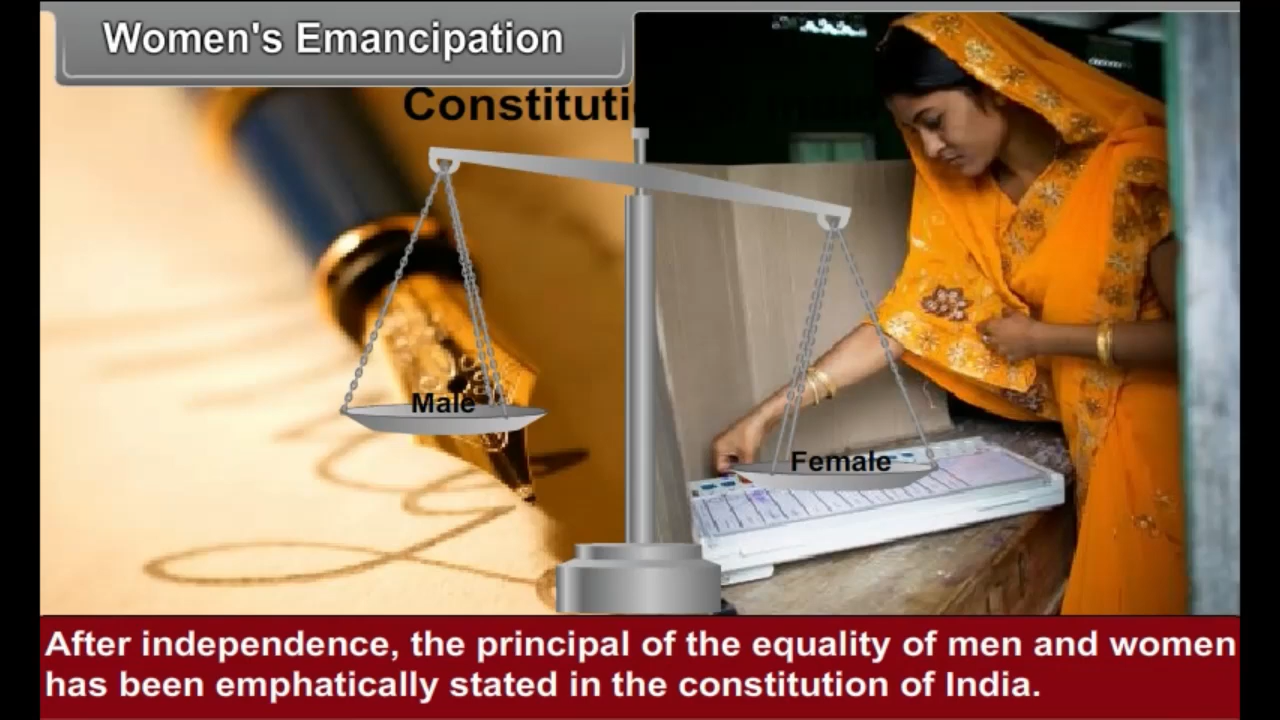 Women's Emancipation
Constituti
Male
Female
After independence, the principal of the equality of men and women
has been emphatically stated in the constitution of India.